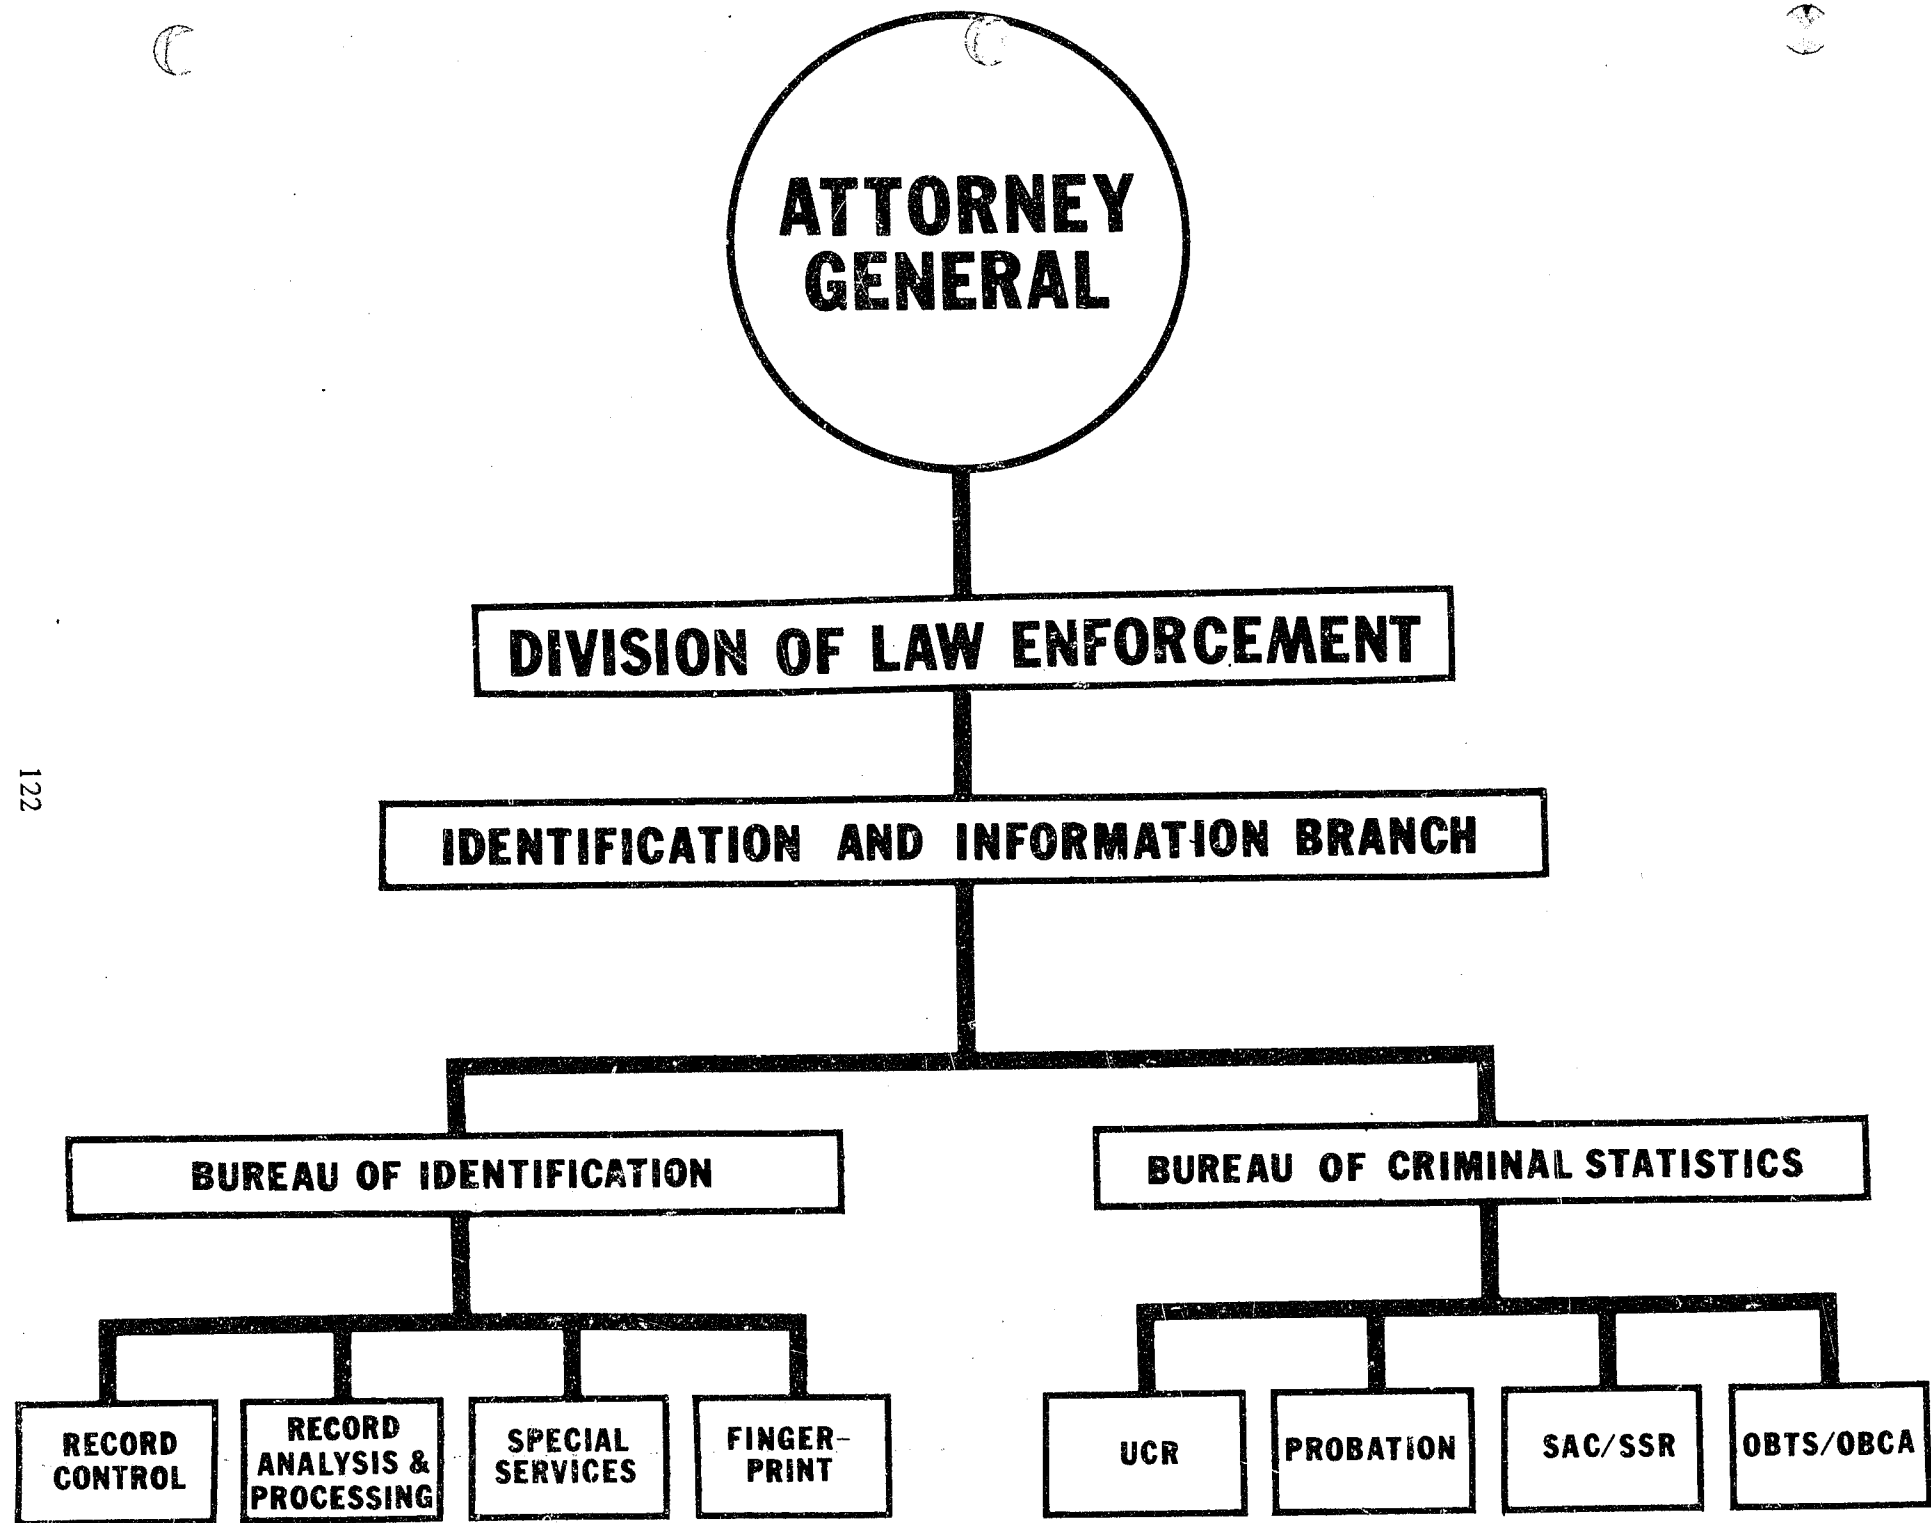 ATTORNEY
GENERAL
DIVISION OF LAW ENFORCEMENT
122
IDENTIFICATION AND INFORMATION BRANCH
BUREAU OF IDENTIFICATION
BUREAU OF CRIMINAL STATISTICS
RECORD
CONTROL
RECORD
ANALYSIS &
PROCESSING
SPECIAL
SERVICES
FINGER-
PRINT
UCR
PROBATION
SAC/SSR
OBTS/OBCA